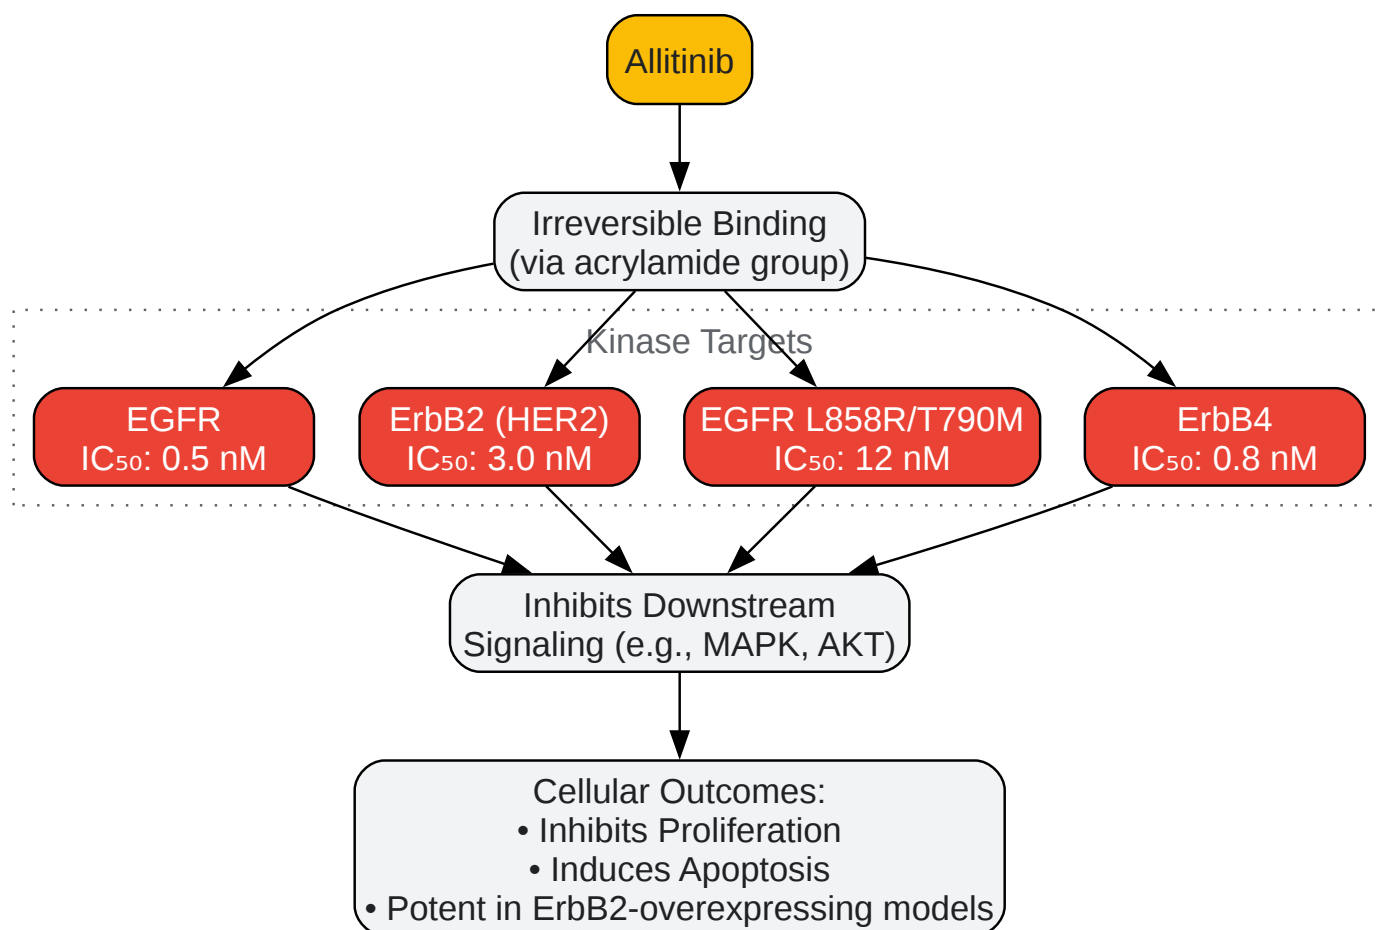 Allitinib
Irreversible Binding
(via acrylamide group)
Kinase Targets
EGFR
IC₅₀: 0.5 nM
ErbB2 (HER2)
IC₅₀: 3.0 nM
EGFR L858R/T790M
IC₅₀: 12 nM
ErbB4
IC₅₀: 0.8 nM
Inhibits Downstream
Signaling (e.g., MAPK, AKT)
Cellular Outcomes:
• Inhibits Proliferation
• Induces Apoptosis
• Potent in ErbB2-overexpressing models